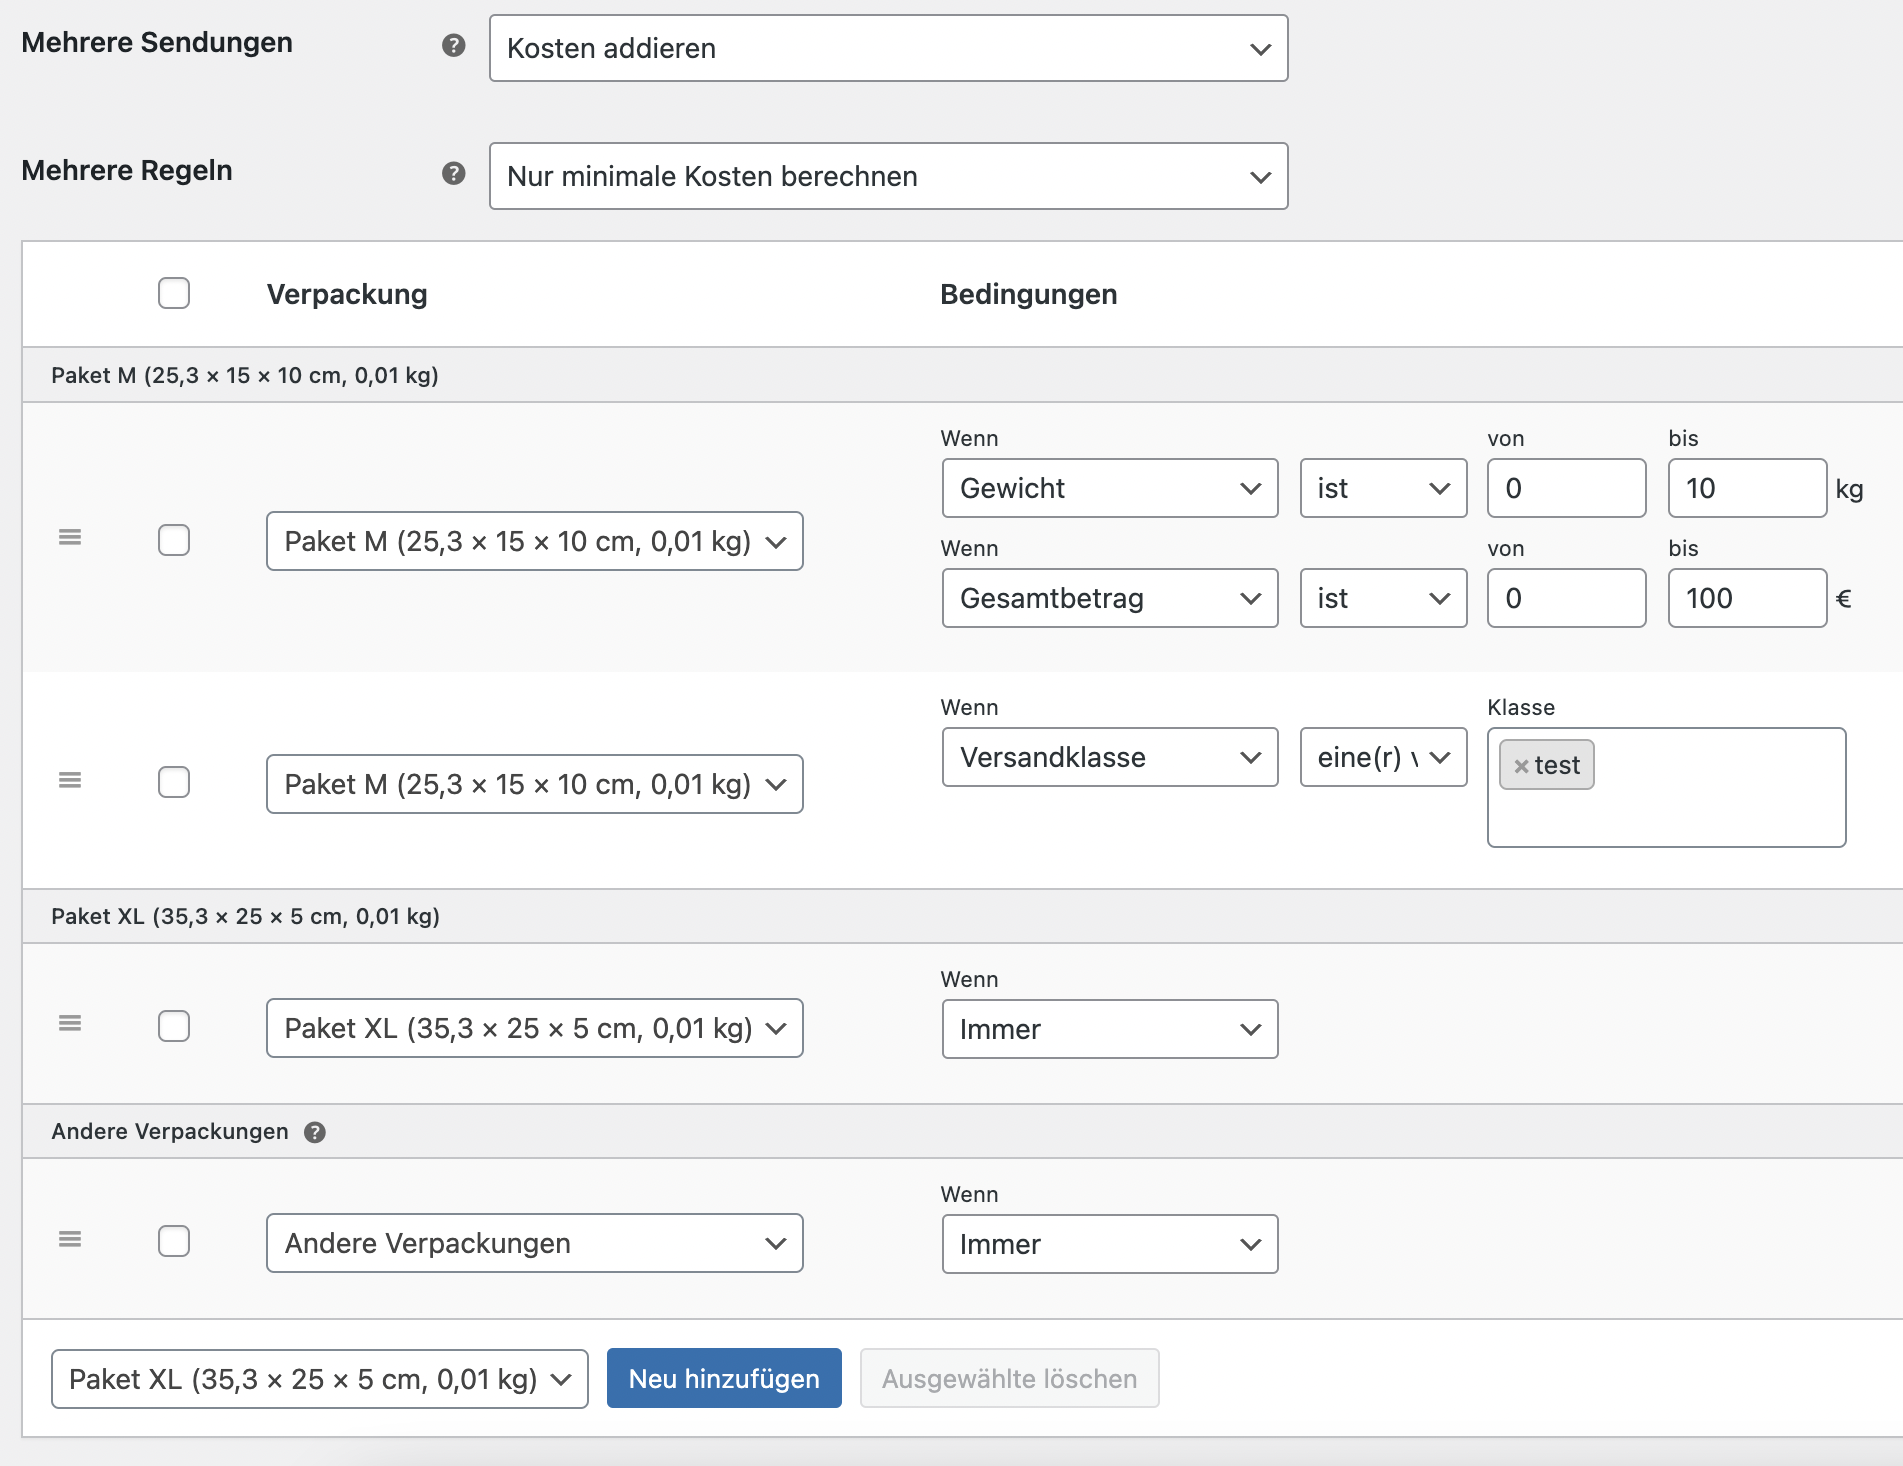 Mehrere Sendungen
Kosten addieren
Mehrere Regeln
Nur minimale Kosten berechnen
Verpackung Bedingungen
Paket M (25,3 × 15 × 10 cm, 0,01 kg)
Wenn von bis
Gewicht ist 0 10 kg
Paket M (25,3 × 15 × 10 cm, 0,01 kg)
Wenn von bis
Gesamtbetrag ist 0 100 €
Wenn Klasse
Versandklasse eine(r) ×test
Paket M (25,3 × 15 × 10 cm, 0,01 kg)
Paket XL (35,3 × 25 × 5 cm, 0,01 kg)
Wenn
Paket XL (35,3 × 25 × 5 cm, 0,01 kg) Immer
Andere Verpackungen
Wenn
Andere Verpackungen Immer
Paket XL (35,3 × 25 × 5 cm, 0,01 kg) Neu hinzufügen Ausgewählte löschen